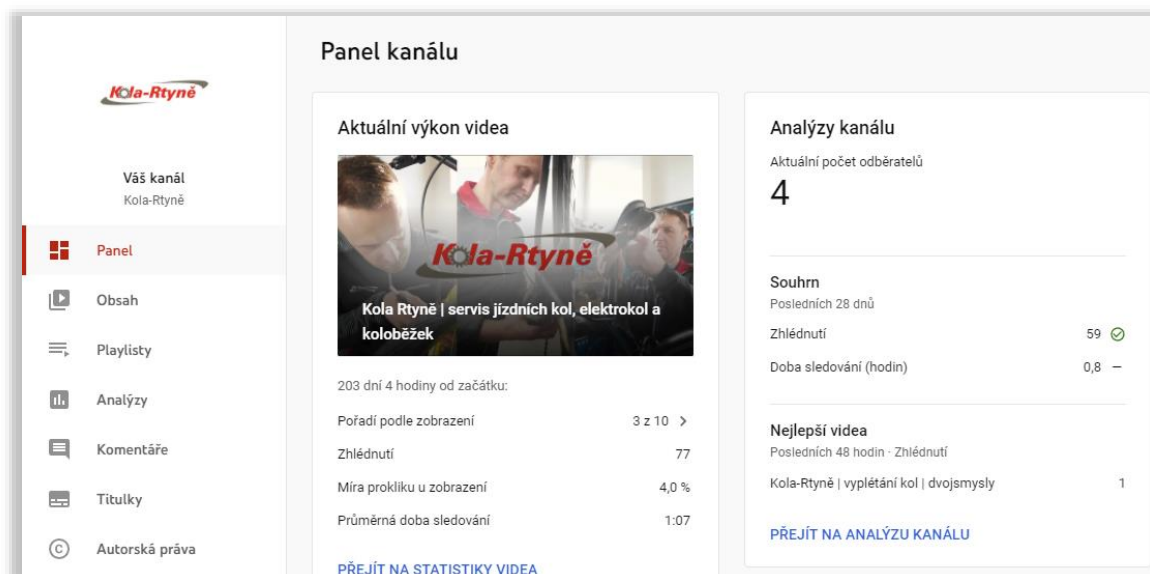 Kola-Rtyně
Váš kanál
Kola-Rtyně
Panel
Obsah
Playlisty
Analýzy
Komentáře
Titulky
Autorská práva
Panel kanálu
Aktuální výkon videa
Kola-Rtyně
Kola Rtyně | servis jízdních kol, elektrokol a
koloběžek
203 dní 4 hodiny od začátku:
Pořadí podle zobrazení 3 z 10
Zhlédnutí 77
Míra prokliku u zobrazení 4,0 %
Průměrná doba sledování 1:07
PŘEJÍT NA STATISTIKY VIDEA
Analýzy kanálu
Aktuální počet odběratelů
4
Souhrn
Posledních 28 dnů
Zhlédnutí 59
Doba sledování (hodin) 0,8 —
Nejlepší videa
Posledních 48 hodin · Zhlédnutí
Kola-Rtyně | vyplétání kol | dvojsmysly 1
PŘEJÍT NA ANALÝZU KANÁLU